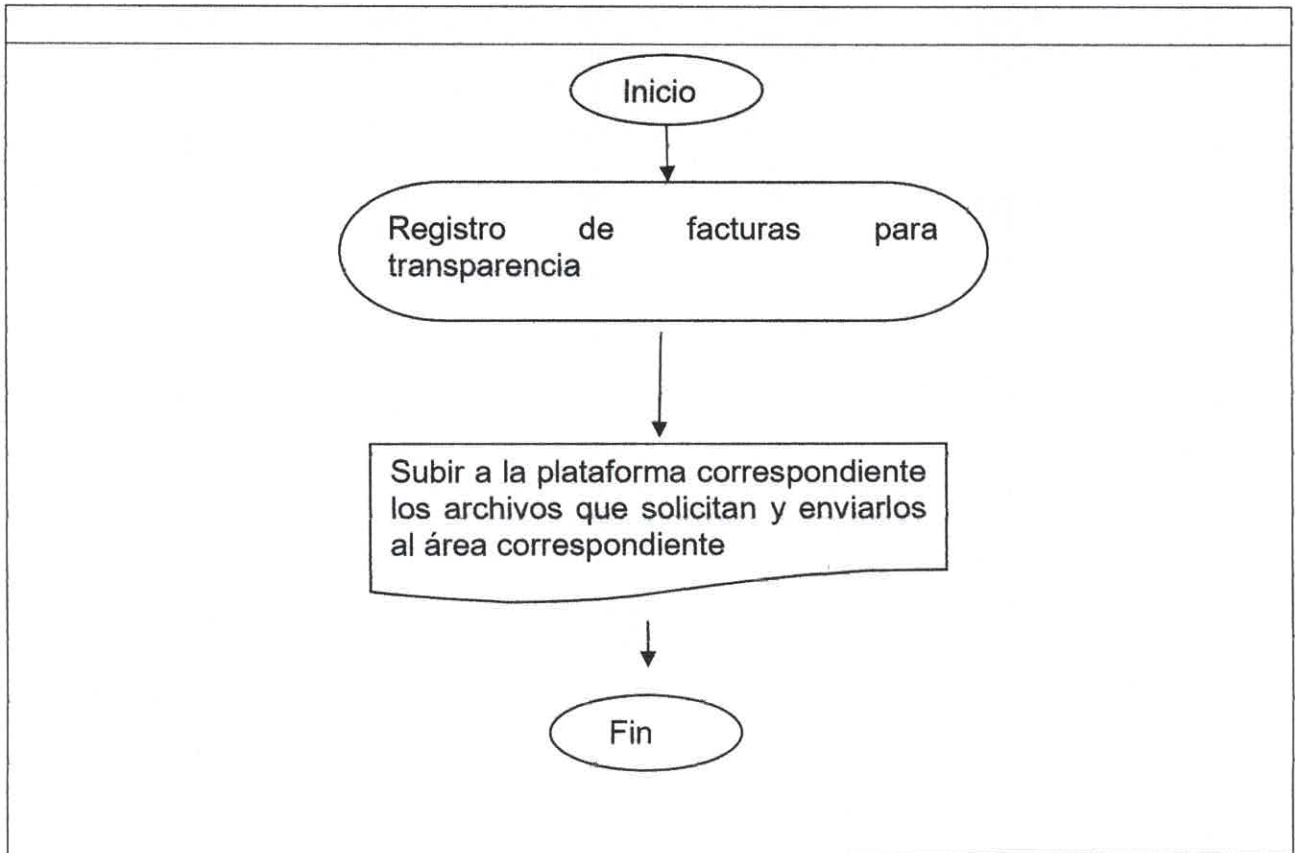 Inicio
Registro de facturas para
transparencia
Subir a la plataforma correspondiente
los archivos que solicitan y enviarlos
al área correspondiente
Fin